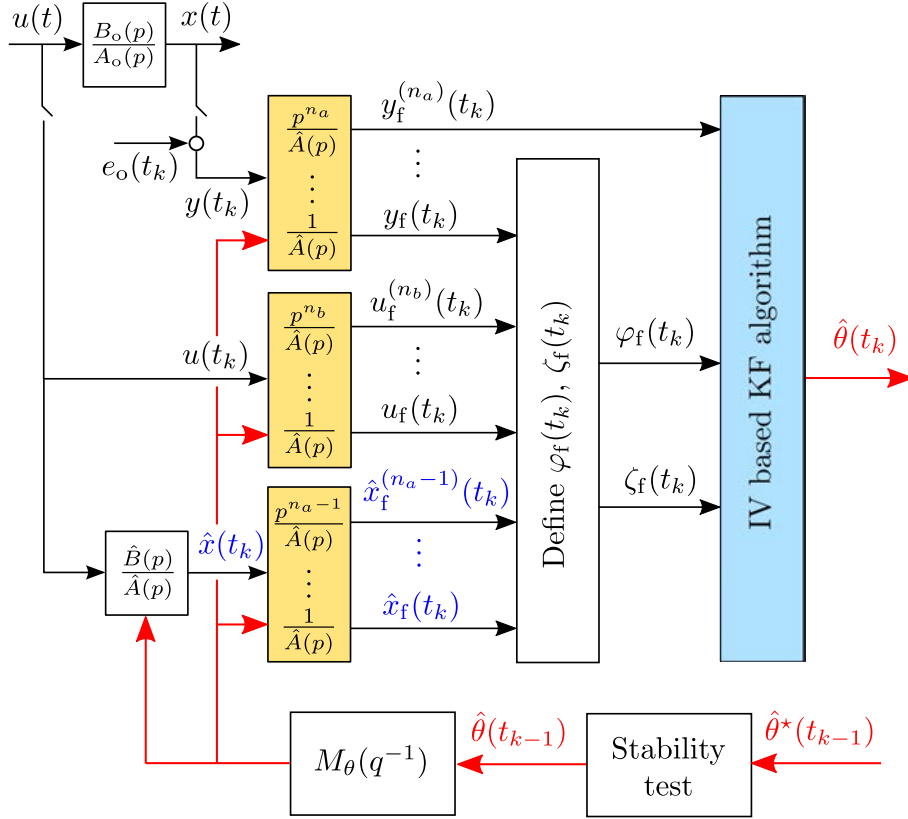 u(t)
B_o(p)
A_o(p)
x(t)
e_o(t_k)
y(t_k)
p^{n_a}
Â(p)
⋮
1
Â(p)
y_f^{(n_a)}(t_k)
⋮
y_f(t_k)
u(t_k)
p^{n_b}
Â(p)
⋮
1
Â(p)
u_f^{(n_b)}(t_k)
⋮
u_f(t_k)
B̂(p)
Â(p)
x̂(t_k)
p^{n_a−1}
Â(p)
⋮
1
Â(p)
x̂_f^{(n_a−1)}(t_k)
⋮
x̂_f(t_k)
Define φ_f(t_k), ζ_f(t_k)
φ_f(t_k)
ζ_f(t_k)
IV based KF algorithm
θ̂(t_k)
M_θ(q^{−1})
θ̂(t_{k−1})
Stability
test
θ̂*(t_{k−1})